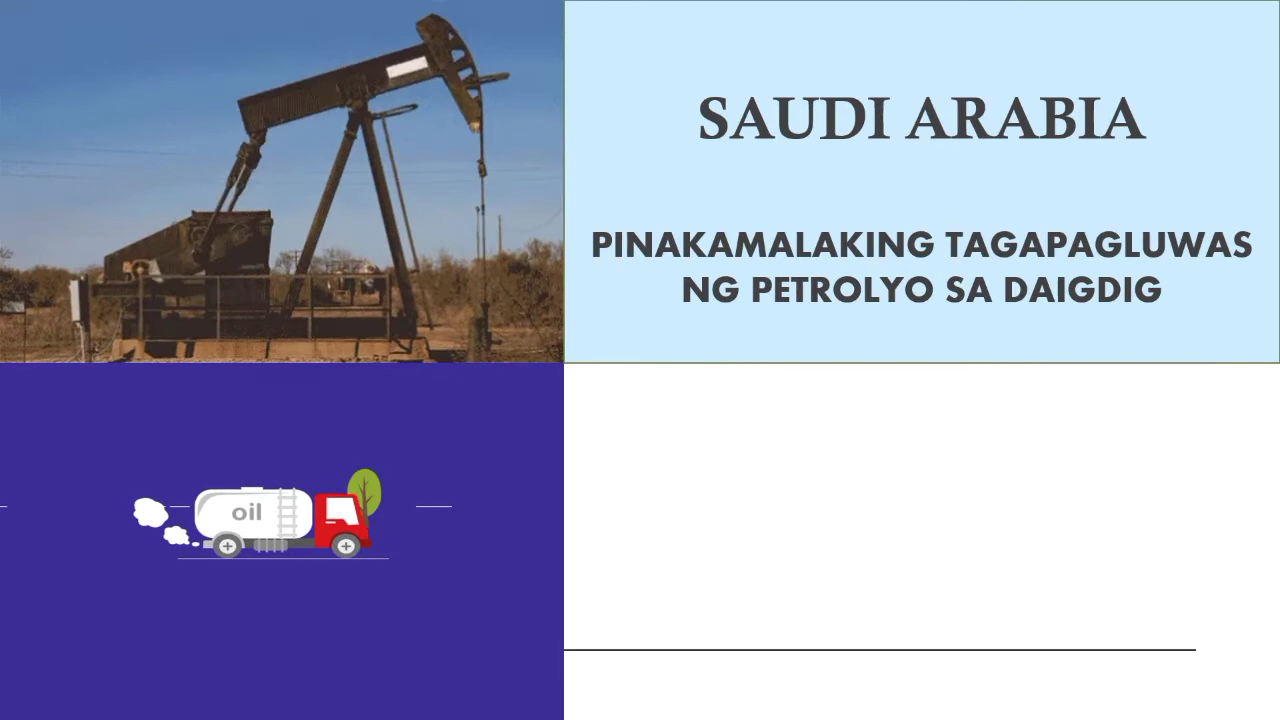 SAUDI ARABIA
PINAKAMALAKING TAGAPAGLUWAS
NG PETROLYO SA DAIGDIG
oil